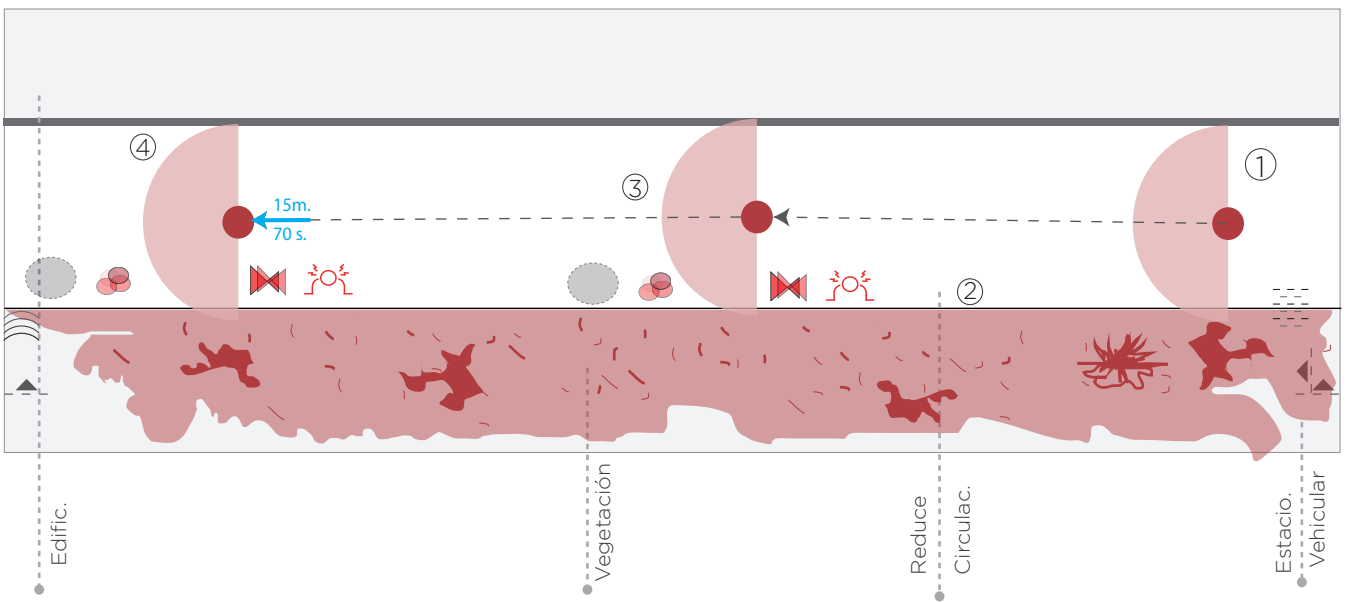 ④
①
③
15m.
70 s.
②
Edific.
Vegetación
Reduce
Circulac.
Estacio.
Vehicular